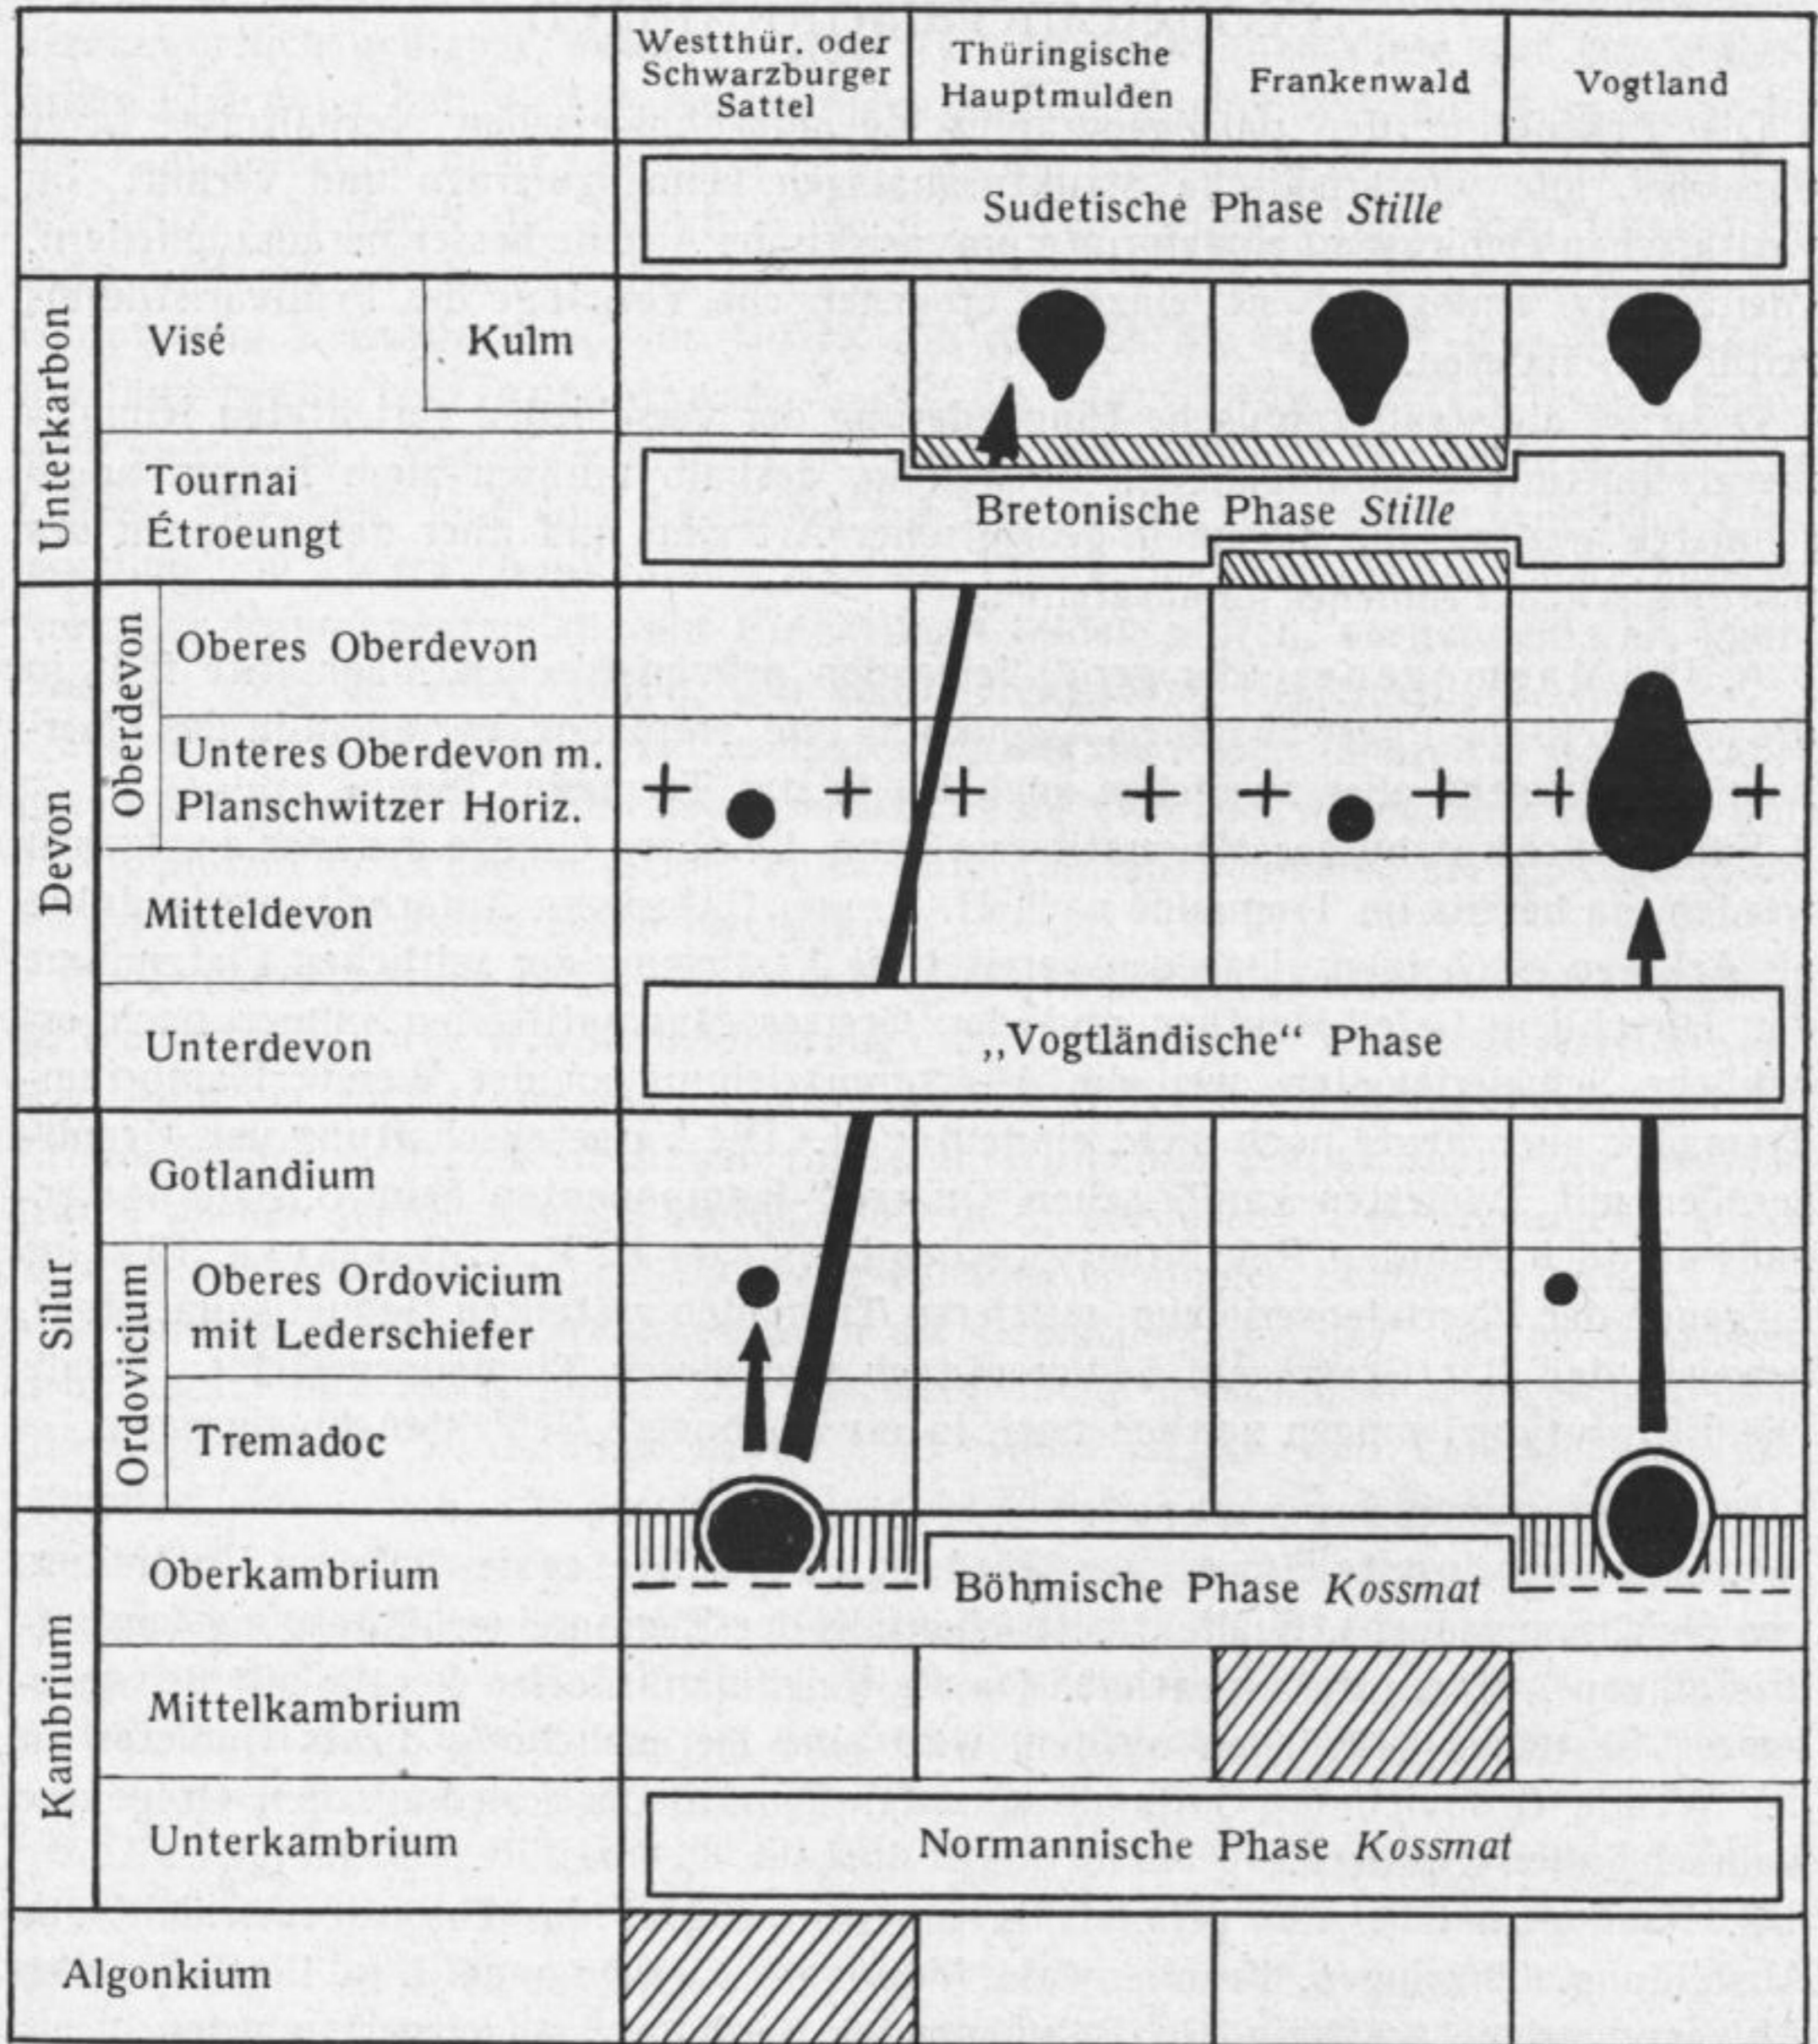 Westthür. oder
Schwarzburger
Sattel
Thüringische
Hauptmulden
Frankenwald
Vogtland
Sudetische Phase Stille
Unterkarbon
Visé
Kulm
Tournai
Étroeungt
Bretonische Phase Stille
Devon
Oberdevon
Oberes Oberdevon
Unteres Oberdevon m.
Planschwitzer Horiz.
Mitteldevon
Unterdevon
„Vogtländische“ Phase
Silur
Gotlandium
Ordovicium
Oberes Ordovicium
mit Lederschiefer
Tremadoc
Kambrium
Oberkambrium
Böhmische Phase Kossmat
Mittelkambrium
Unterkambrium
Normannische Phase Kossmat
Algonkium